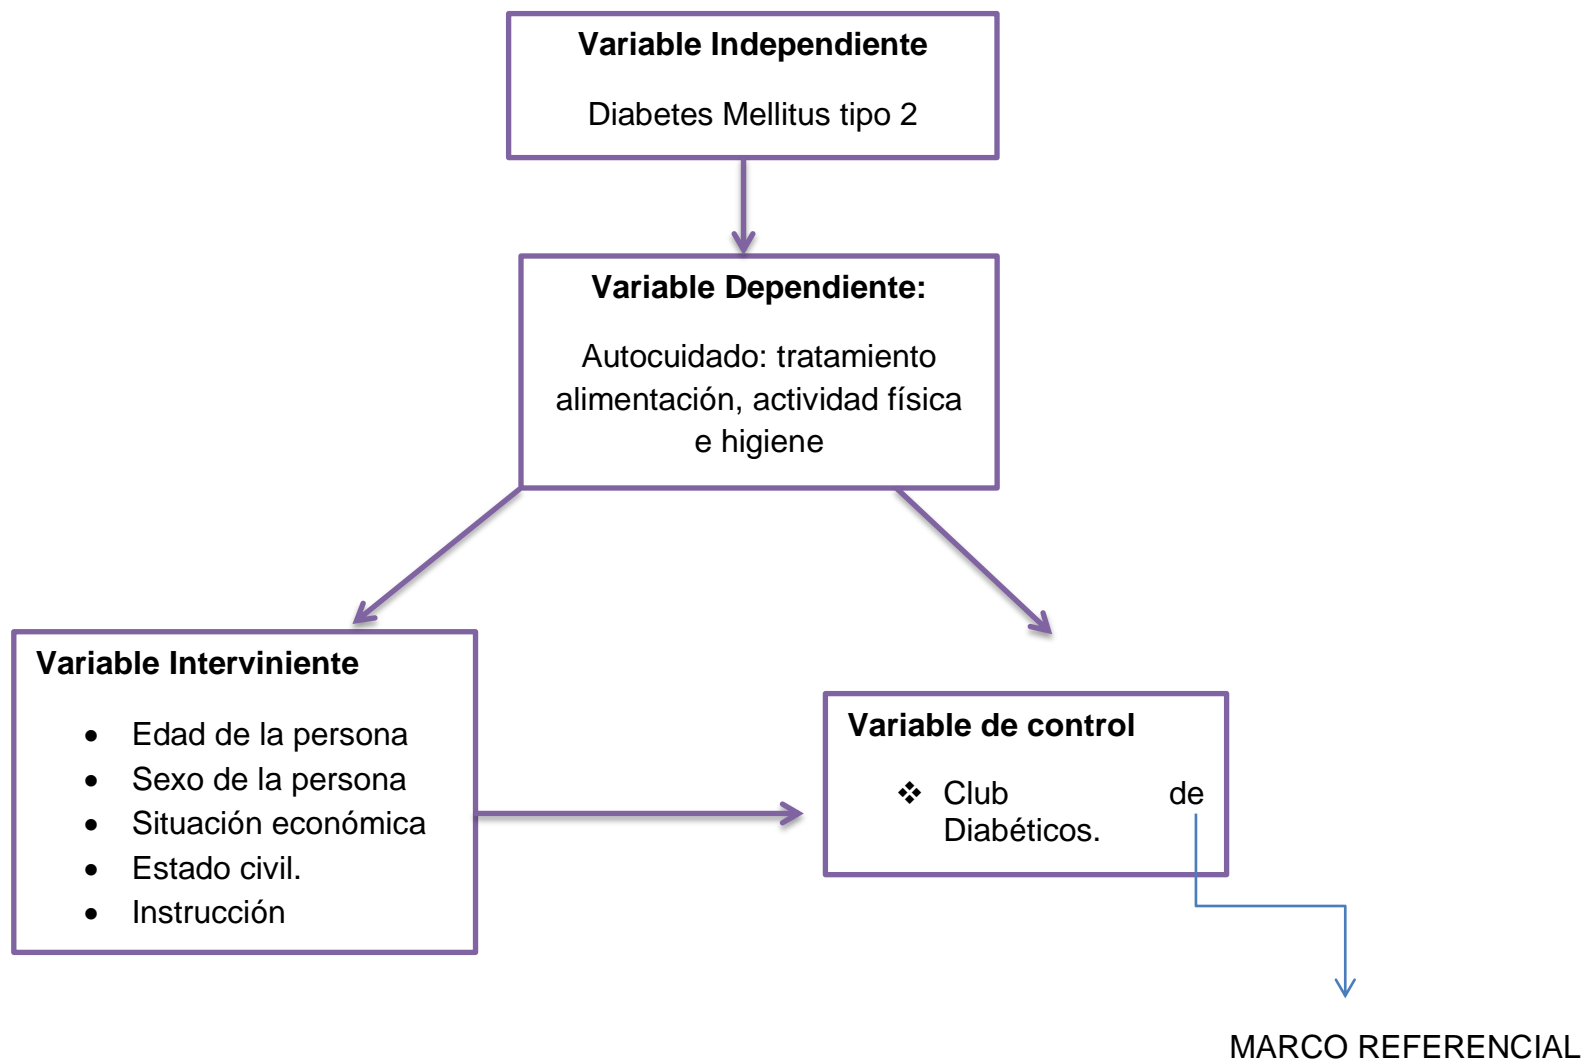 Variable Independiente
Diabetes Mellitus tipo 2
Variable Dependiente:
Autocuidado: tratamiento
alimentación, actividad física
e higiene
Variable Interviniente
• Edad de la persona
• Sexo de la persona
• Situación económica
• Estado civil.
• Instrucción
Variable de control
❖ Club de
Diabéticos.
MARCO REFERENCIAL